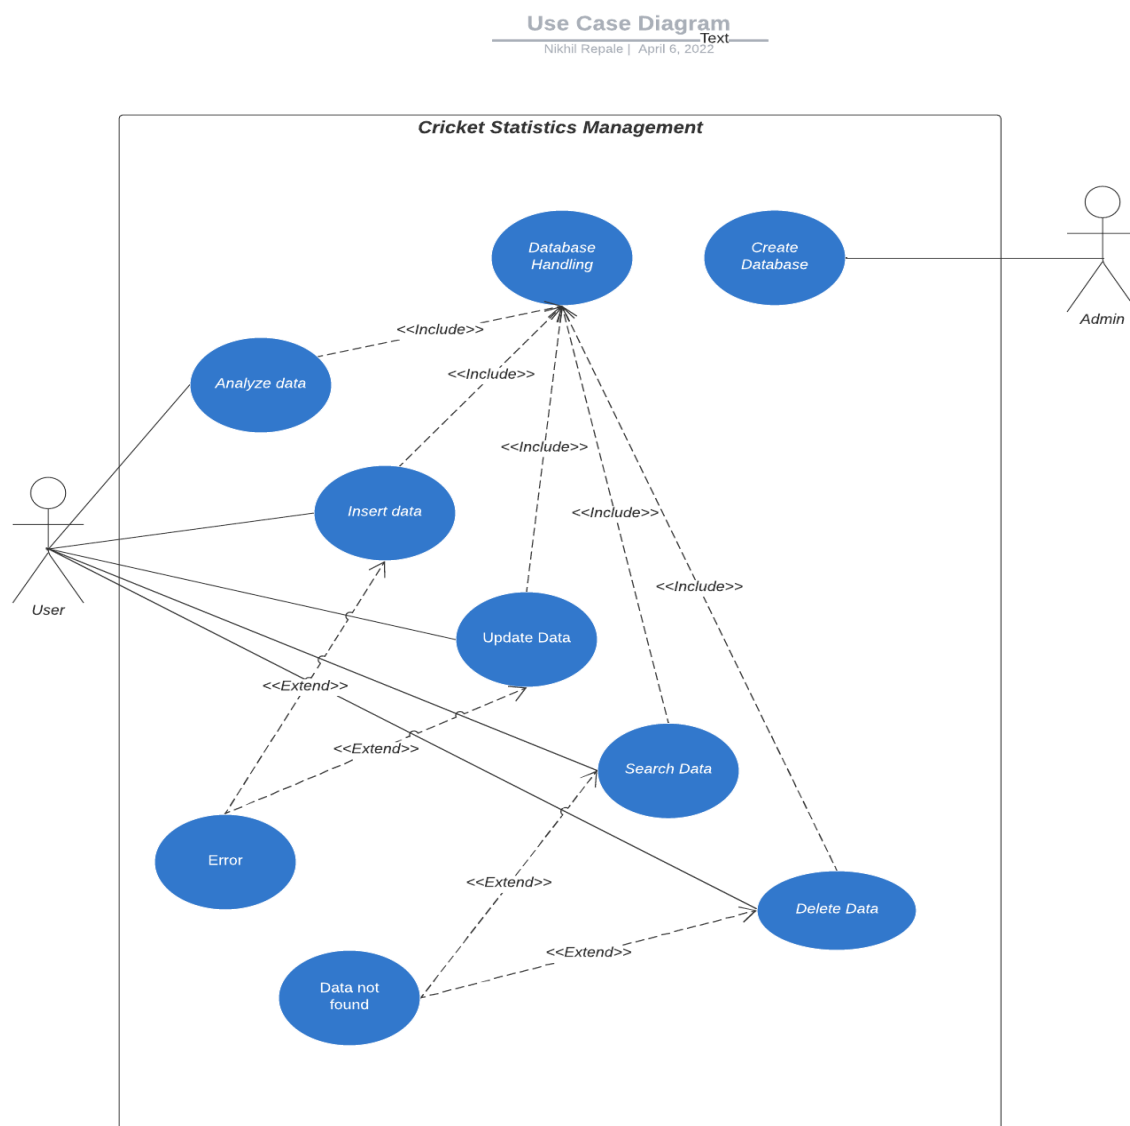 Use Case Diagram
Text
Nikhil Repale | April 6, 2022
Cricket Statistics Management
Database
Handling
Create
Database
Admin
<<Include>>
Analyze data
<<Include>>
<<Include>>
Insert data
<<Include>>
<<Include>>
User
Update Data
<<Extend>>
<<Extend>>
Search Data
Error
<<Extend>>
Delete Data
<<Extend>>
Data not
found